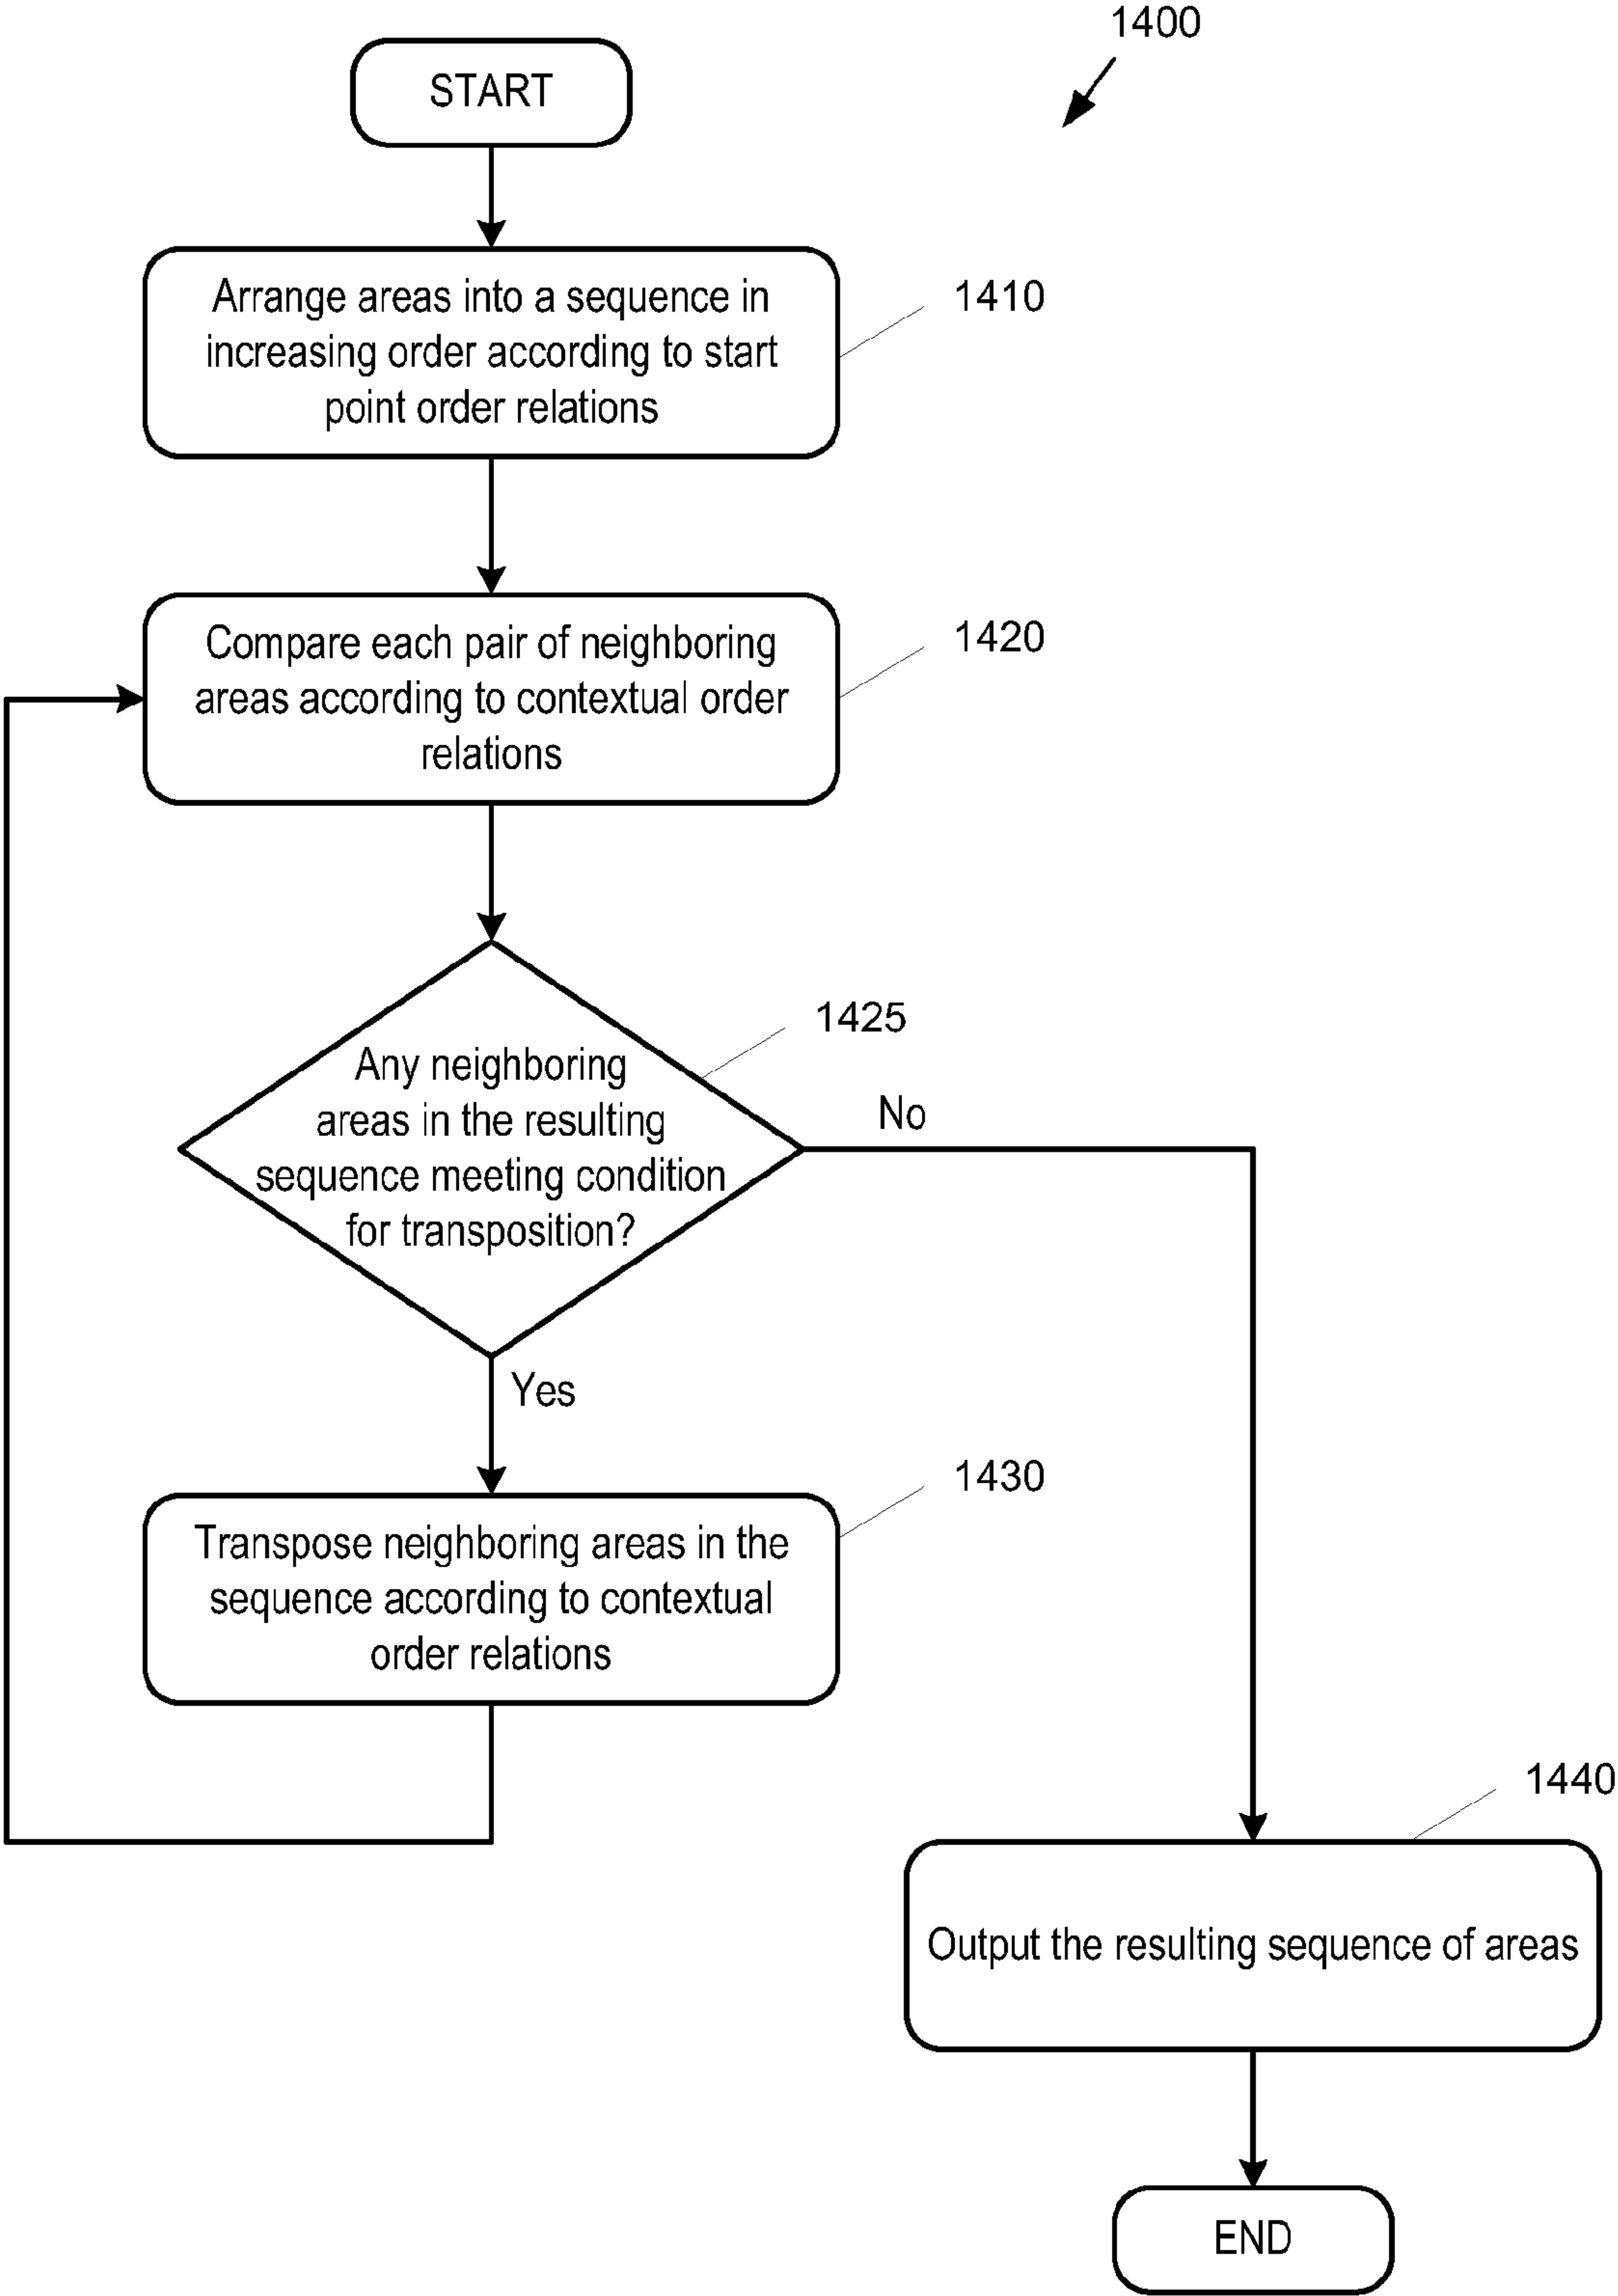 1400
START
Arrange areas into a sequence in
increasing order according to start
point order relations
1410
Compare each pair of neighboring
areas according to contextual order
relations
1420
1425
Any neighboring
areas in the resulting
sequence meeting condition
for transposition?
No
Yes
1430
Transpose neighboring areas in the
sequence according to contextual
order relations
1440
Output the resulting sequence of areas
END